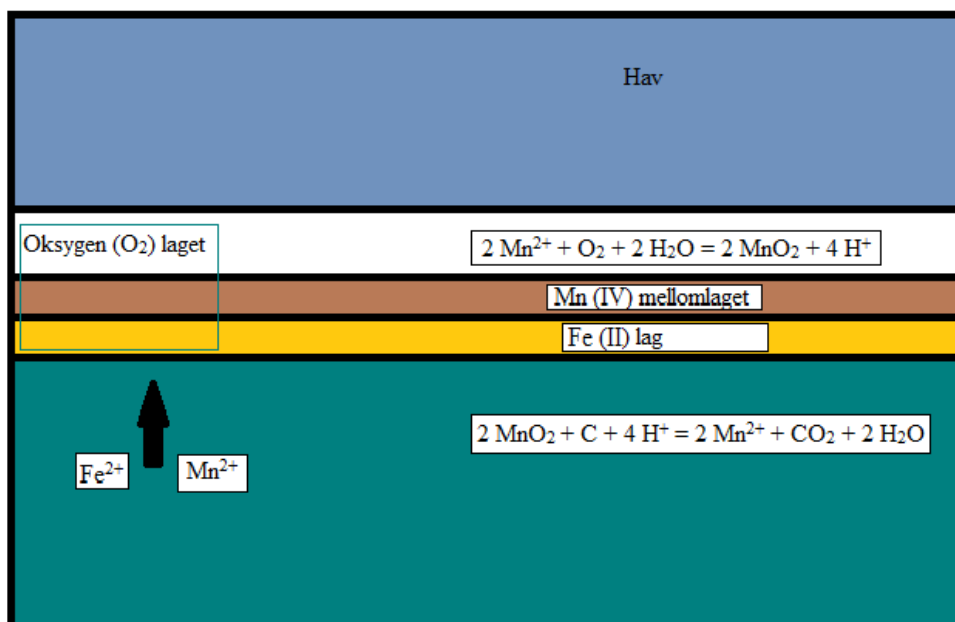 Hav
Oksygen (O₂) laget
2 Mn²⁺ + O₂ + 2 H₂O = 2 MnO₂ + 4 H⁺
Mn (IV) mellomlaget
Fe (II) lag
2 MnO₂ + C + 4 H⁺ = 2 Mn²⁺ + CO₂ + 2 H₂O
Fe²⁺
Mn²⁺